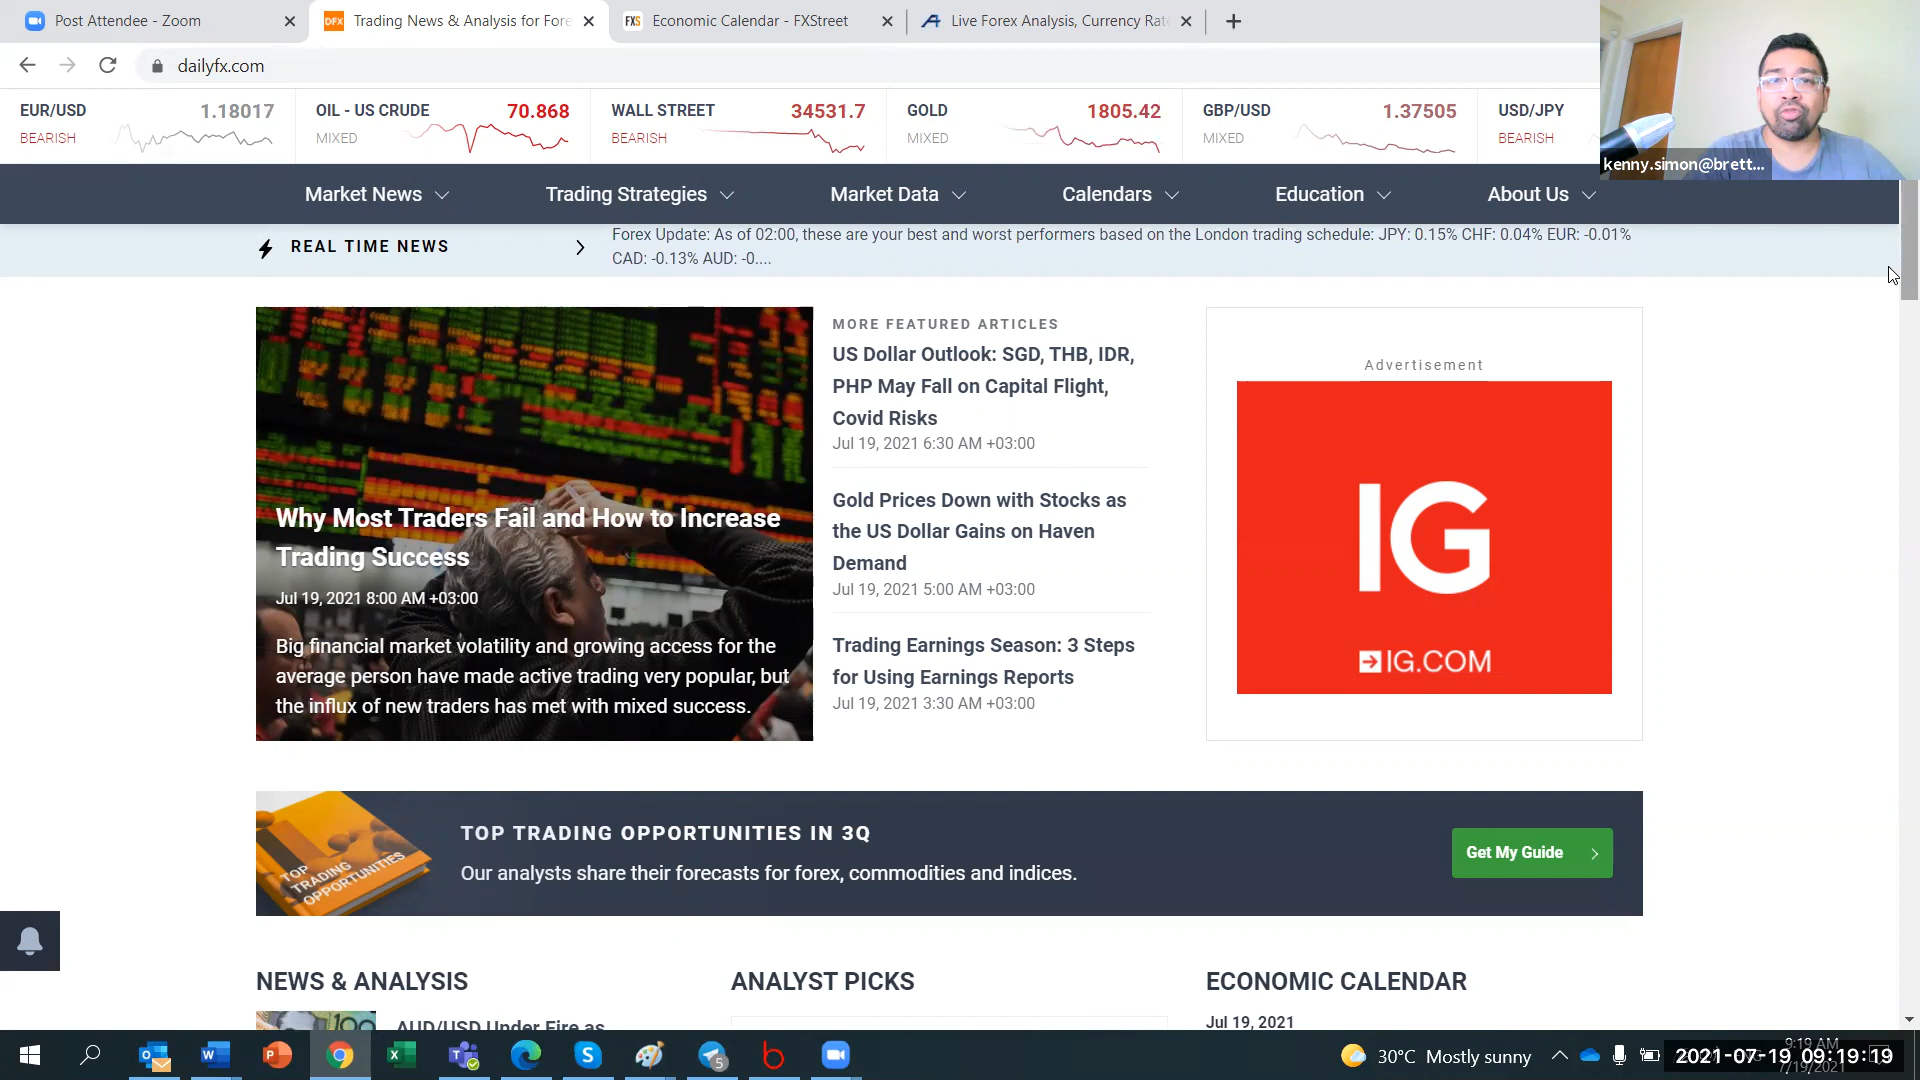 Post Attendee - Zoom
Trading News & Analysis for Fore
Economic Calendar - FXStreet
Live Forex Analysis, Currency Rate
dailyfx.com
EUR/USD 1.18017
BEARISH
OIL - US CRUDE 70.868
MIXED
WALL STREET 34531.7
BEARISH
GOLD 1805.42
MIXED
GBP/USD 1.37505
MIXED
USD/JPY
BEARISH
kenny.simon@brett...
Market News
Trading Strategies
Market Data
Calendars
Education
About Us
REAL TIME NEWS
Forex Update: As of 02:00, these are your best and worst performers based on the London trading schedule: JPY: 0.15% CHF: 0.04% EUR: -0.01%
CAD: -0.13% AUD: -0....
Why Most Traders Fail and How to Increase
Trading Success
Jul 19, 2021 8:00 AM +03:00
Big financial market volatility and growing access for the
average person have made active trading very popular, but
the influx of new traders has met with mixed success.
MORE FEATURED ARTICLES
US Dollar Outlook: SGD, THB, IDR,
PHP May Fall on Capital Flight,
Covid Risks
Jul 19, 2021 6:30 AM +03:00
Gold Prices Down with Stocks as
the US Dollar Gains on Haven
Demand
Jul 19, 2021 5:00 AM +03:00
Trading Earnings Season: 3 Steps
for Using Earnings Reports
Jul 19, 2021 3:30 AM +03:00
Advertisement
IG
IG.COM
TOP
TRADING
OPPORTUNITIES
TOP TRADING OPPORTUNITIES IN 3Q
Our analysts share their forecasts for forex, commodities and indices.
Get My Guide
NEWS & ANALYSIS
AUD/USD Under Fire as
ANALYST PICKS
ECONOMIC CALENDAR
Jul 19, 2021
30°C Mostly sunny
9:19 AM
2021-07-19 09:19:19
7/19/2021